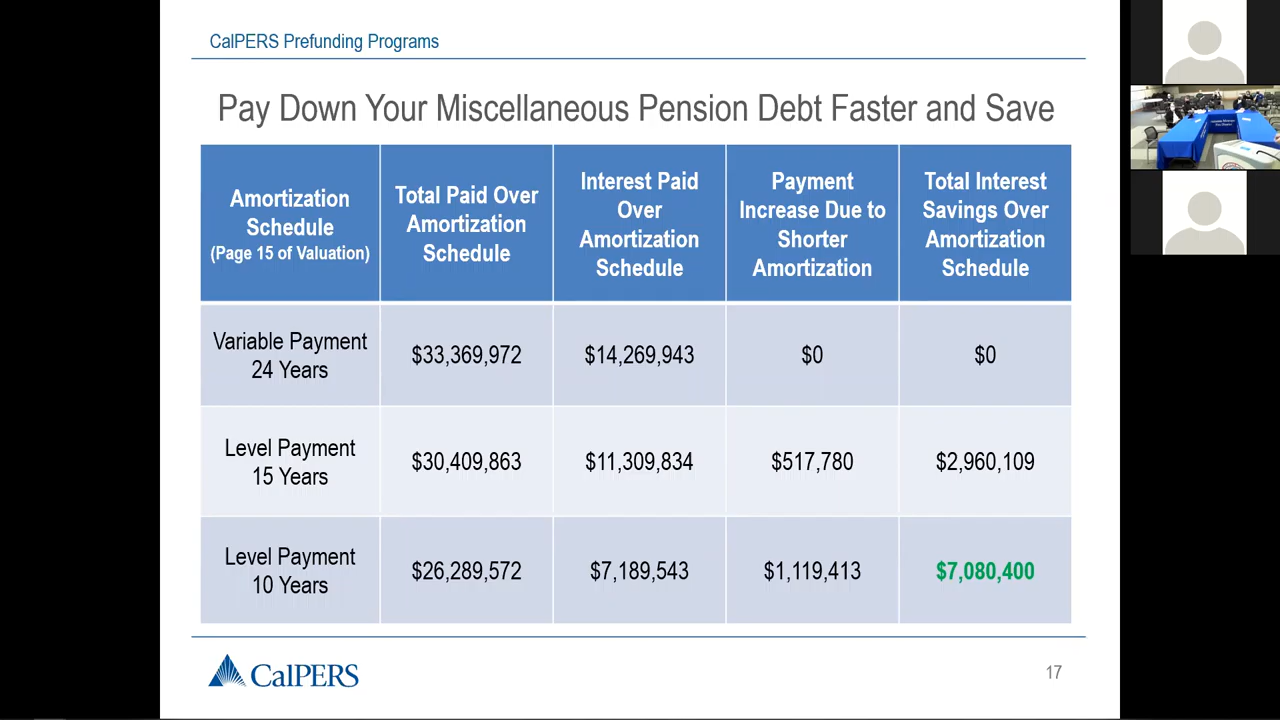 CalPERS Prefunding Programs
Pay Down Your Miscellaneous Pension Debt Faster and Save
Amortization
Schedule
(Page 15 of Valuation)
Total Paid Over
Amortization
Schedule
Interest Paid
Over
Amortization
Schedule
Payment
Increase Due to
Shorter
Amortization
Total Interest
Savings Over
Amortization
Schedule
Variable Payment
24 Years
$33,369,972
$14,269,943
$0
$0
Level Payment
15 Years
$30,409,863
$11,309,834
$517,780
$2,960,109
Level Payment
10 Years
$26,289,572
$7,189,543
$1,119,413
$7,080,400
CalPERS
17